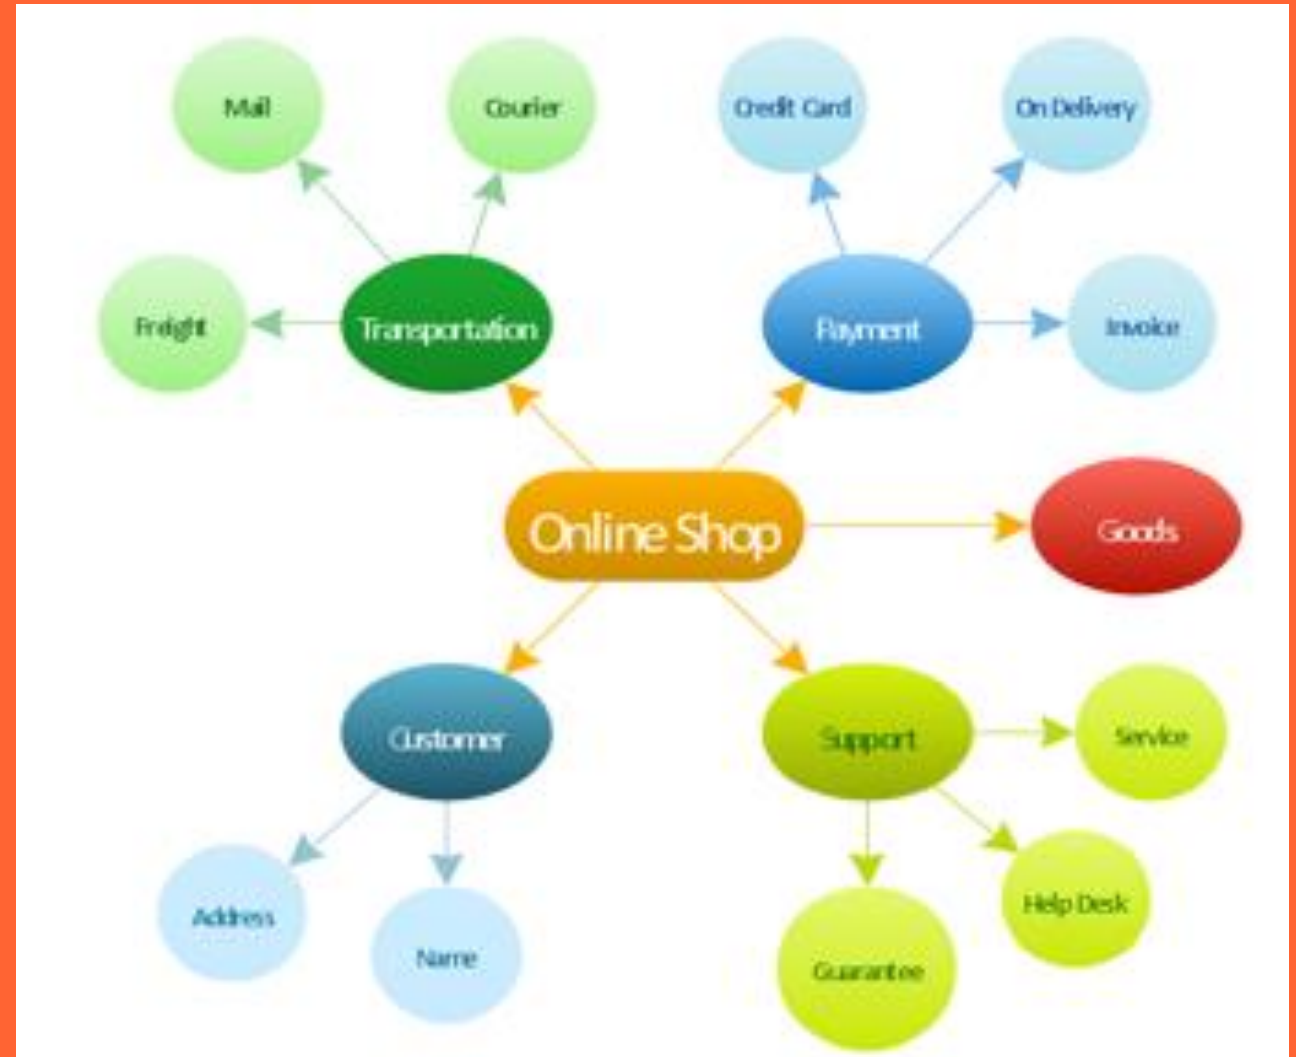 Mail
Courier
Credit Card
On Delivery
Freight
Transportation
Payment
Invoice
Online Shop
Goods
Customer
Support
Service
Address
Name
Help Desk
Guarantee